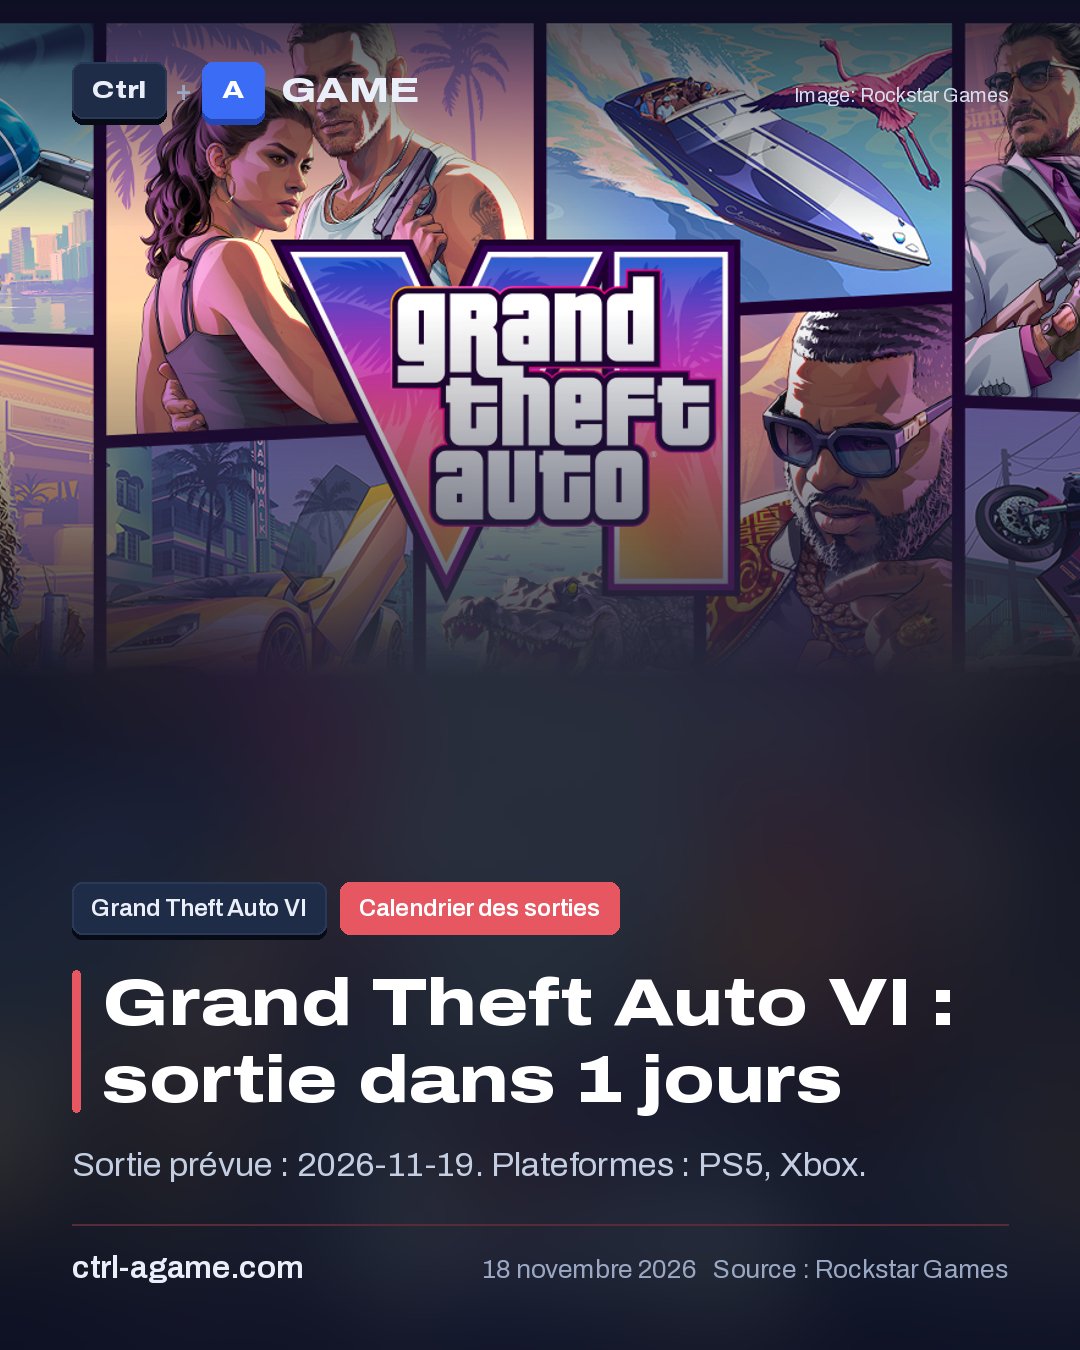 Ctrl + A GAME
Image: Rockstar Games
VI
grand
theft
auto
Grand Theft Auto VI
Calendrier des sorties
Grand Theft Auto VI :
sortie dans 1 jours
Sortie prévue : 2026-11-19. Plateformes : PS5, Xbox.
ctrl-agame.com
18 novembre 2026 Source : Rockstar Games